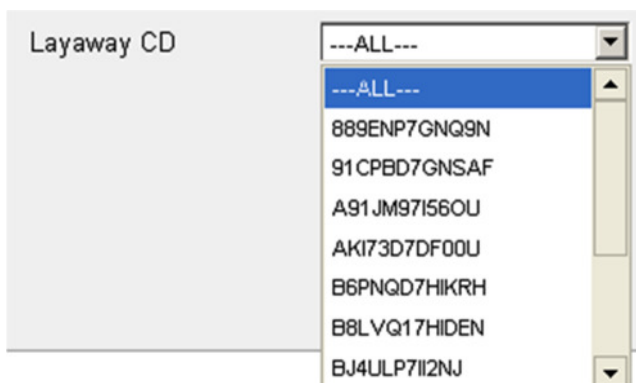 Layaway CD ---ALL---
---ALL---
889ENP7GNQ9N
91CPBD7GNSAF
A91JM97I56OU
AKI73D7DF00U
B6PNQD7HIKRH
B8LVQ17HIDEN
BJ4ULP7II2NJ